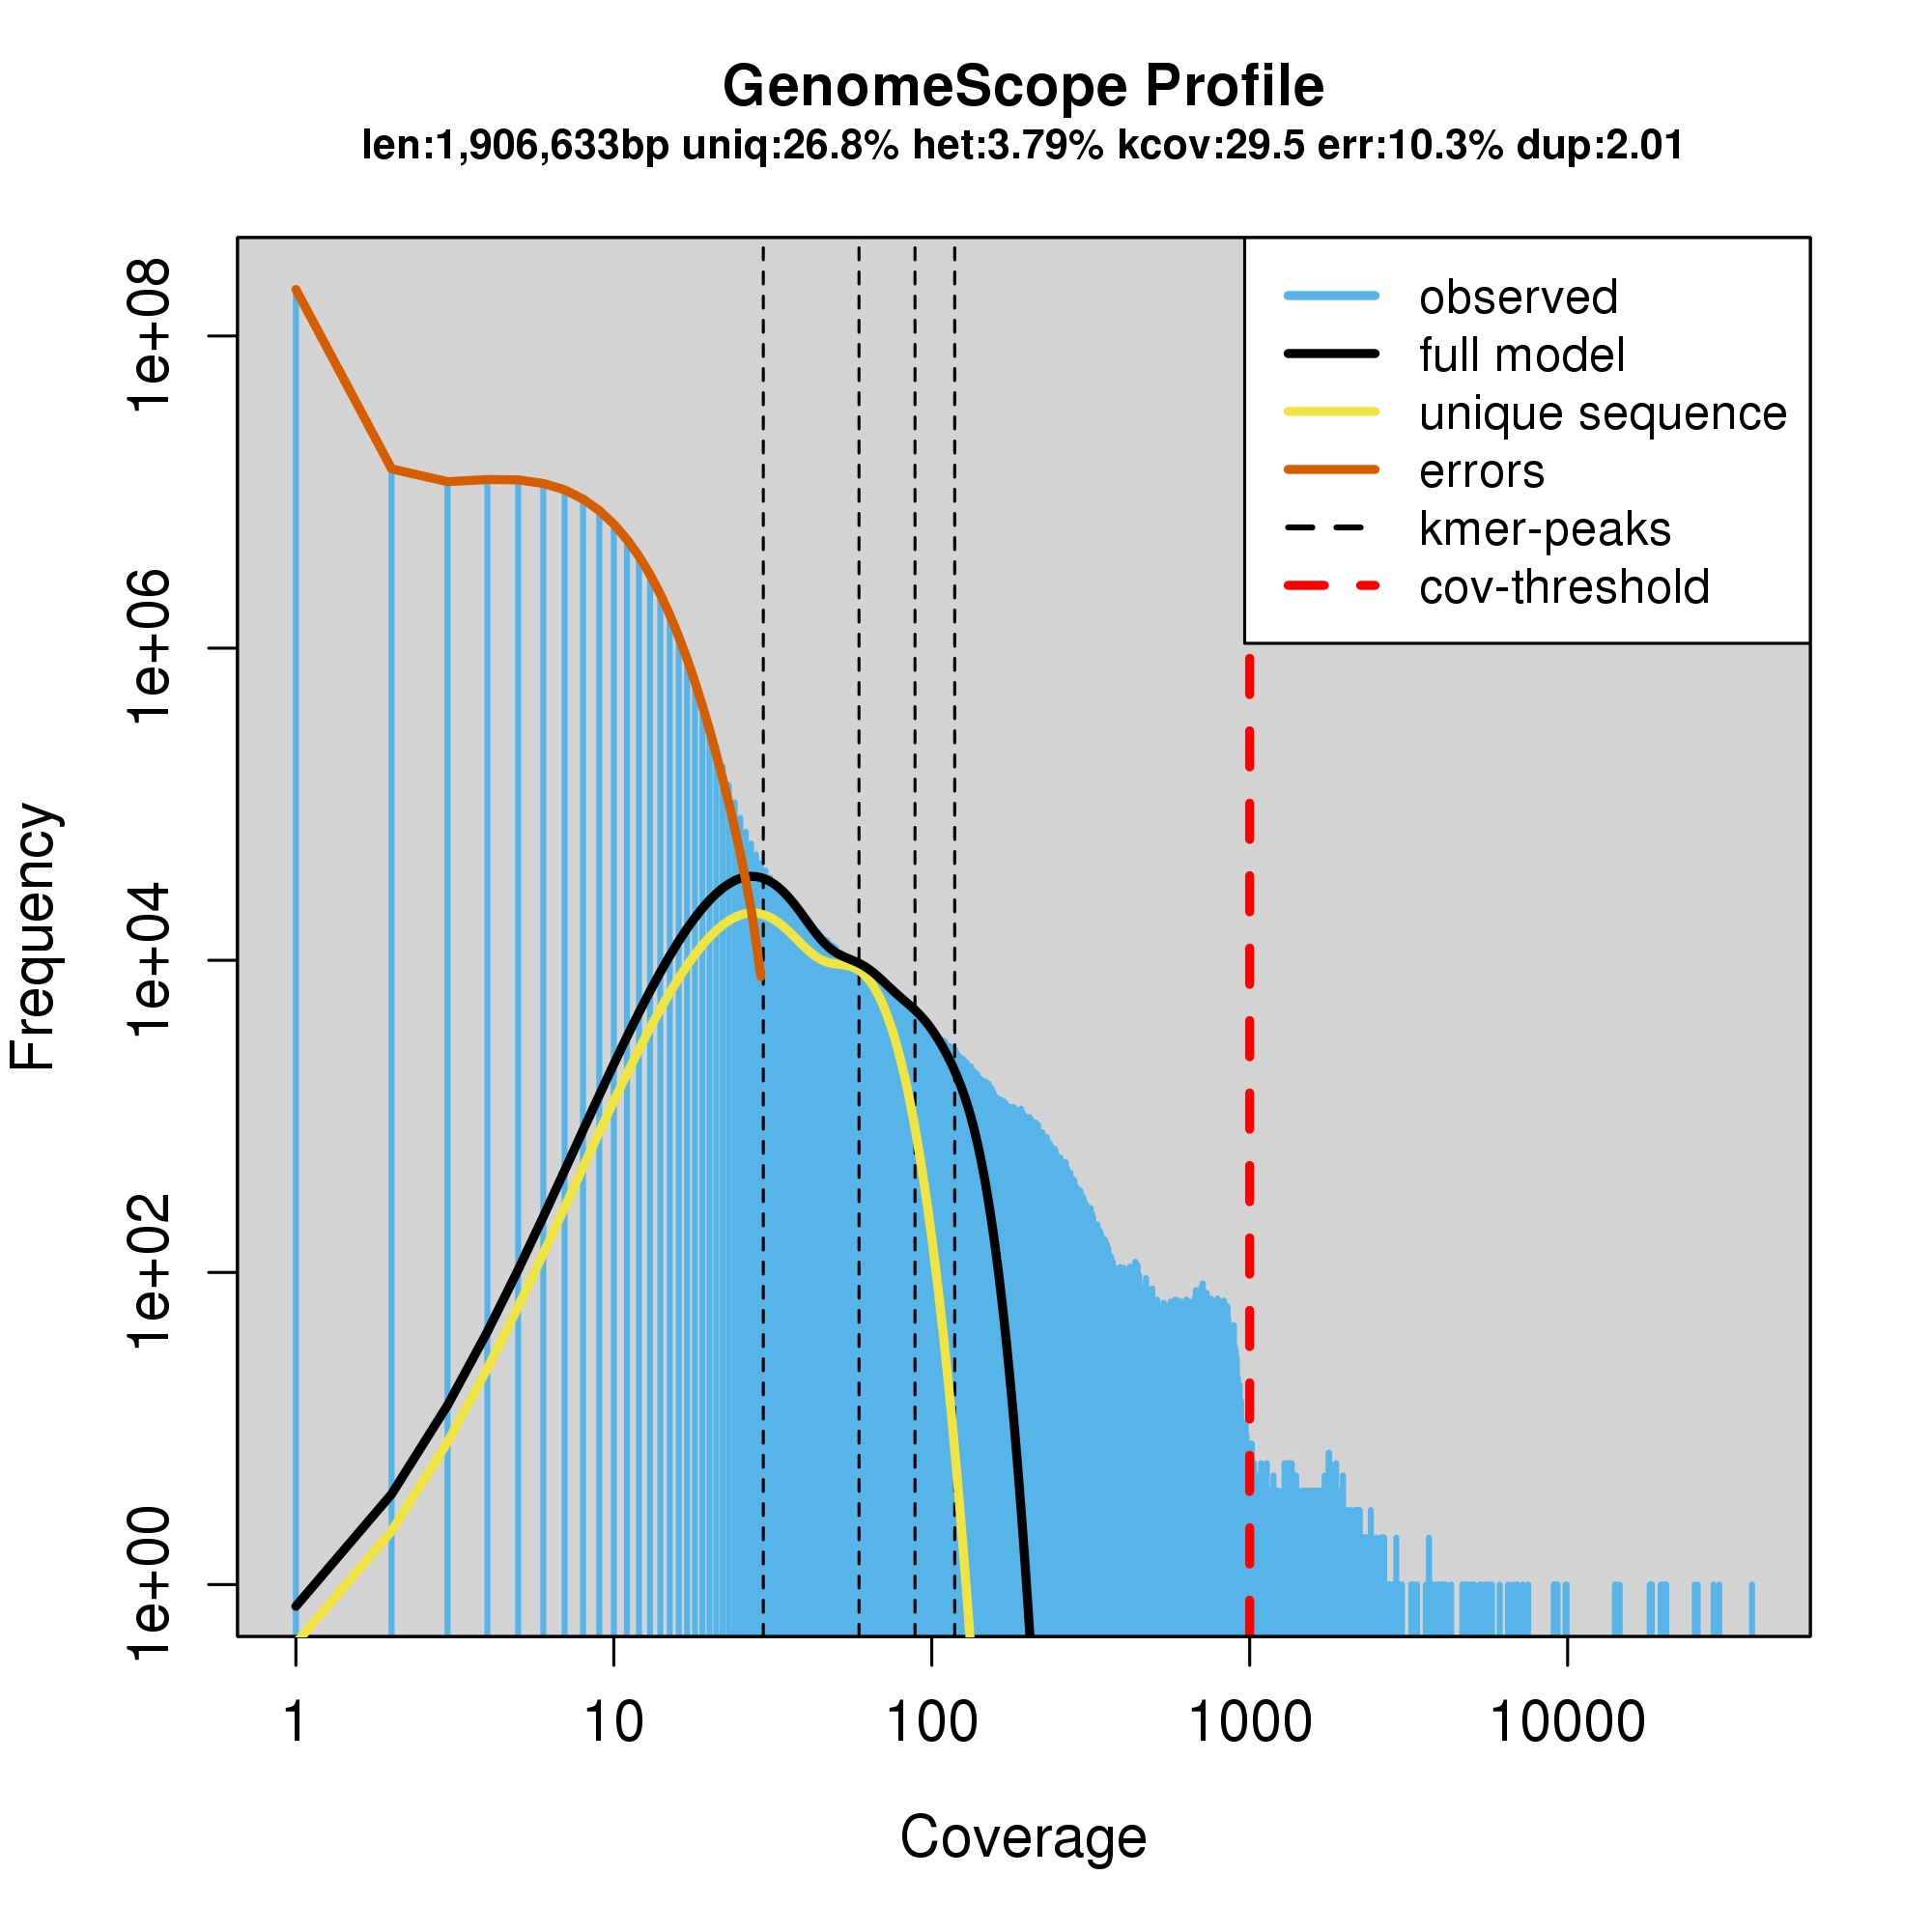 GenomeScope Profile
len:1,906,633bp uniq:26.8% het:3.79% kcov:29.5 err:10.3% dup:2.01
observed
full model
unique sequence
errors
kmer-peaks
cov-threshold
Frequency
1e+08
1e+06
1e+04
1e+02
1e+00
1
10
100
1000
10000
Coverage